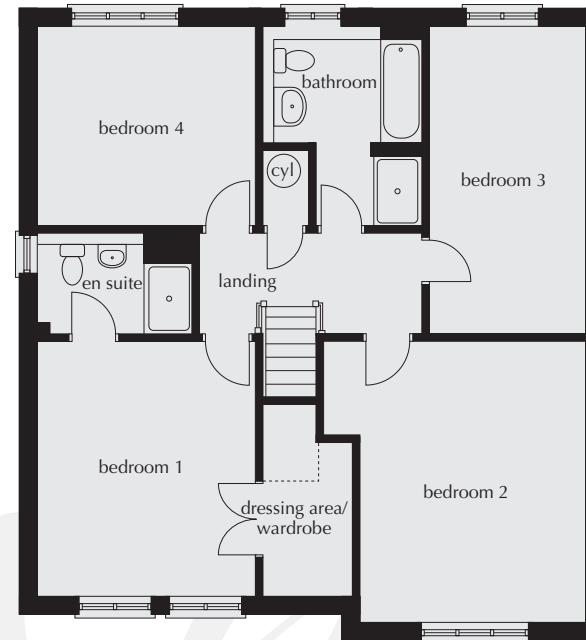 bathroom
bedroom 4
cyl
bedroom 3
en suite
landing
bedroom 1
bedroom 2
dressing area/
wardrobe